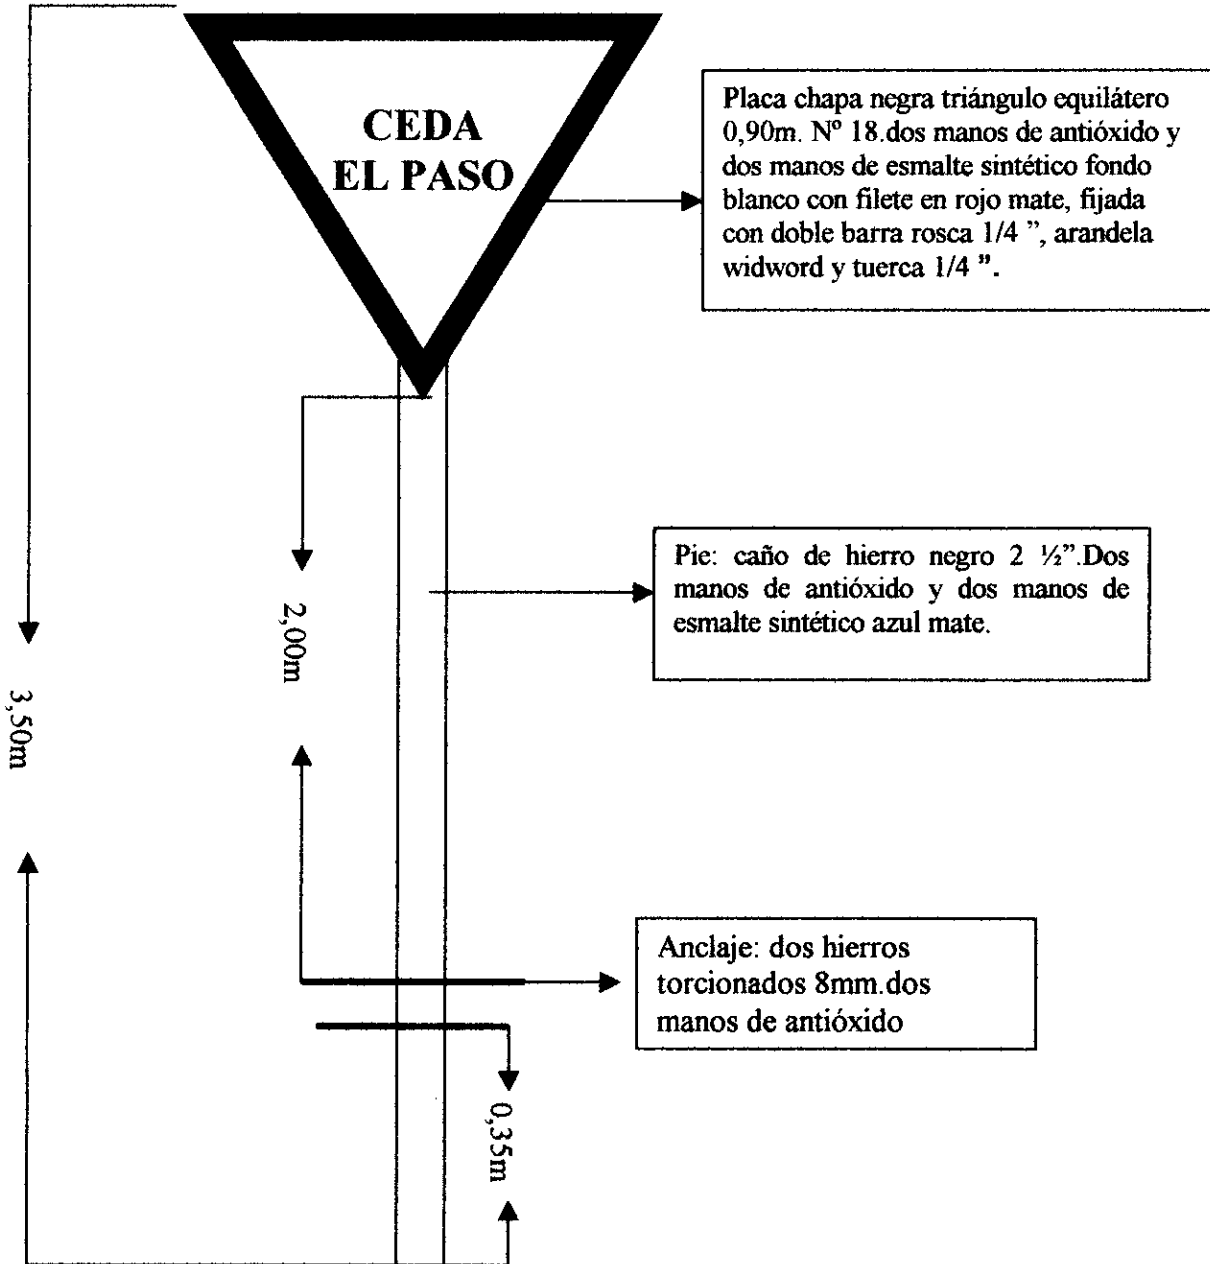 CEDA
EL PASO
Placa chapa negra triángulo equilátero
0,90m. Nº 18.dos manos de antióxido y
dos manos de esmalte sintético fondo
blanco con filete en rojo mate, fijada
con doble barra rosca 1/4 ”, arandela
widword y tuerca 1/4 ”.
Pie: caño de hierro negro 2 ½”.Dos
manos de antióxido y dos manos de
esmalte sintético azul mate.
2,00m
3,50m
Anclaje: dos hierros
torcionados 8mm.dos
manos de antióxido
0,35m